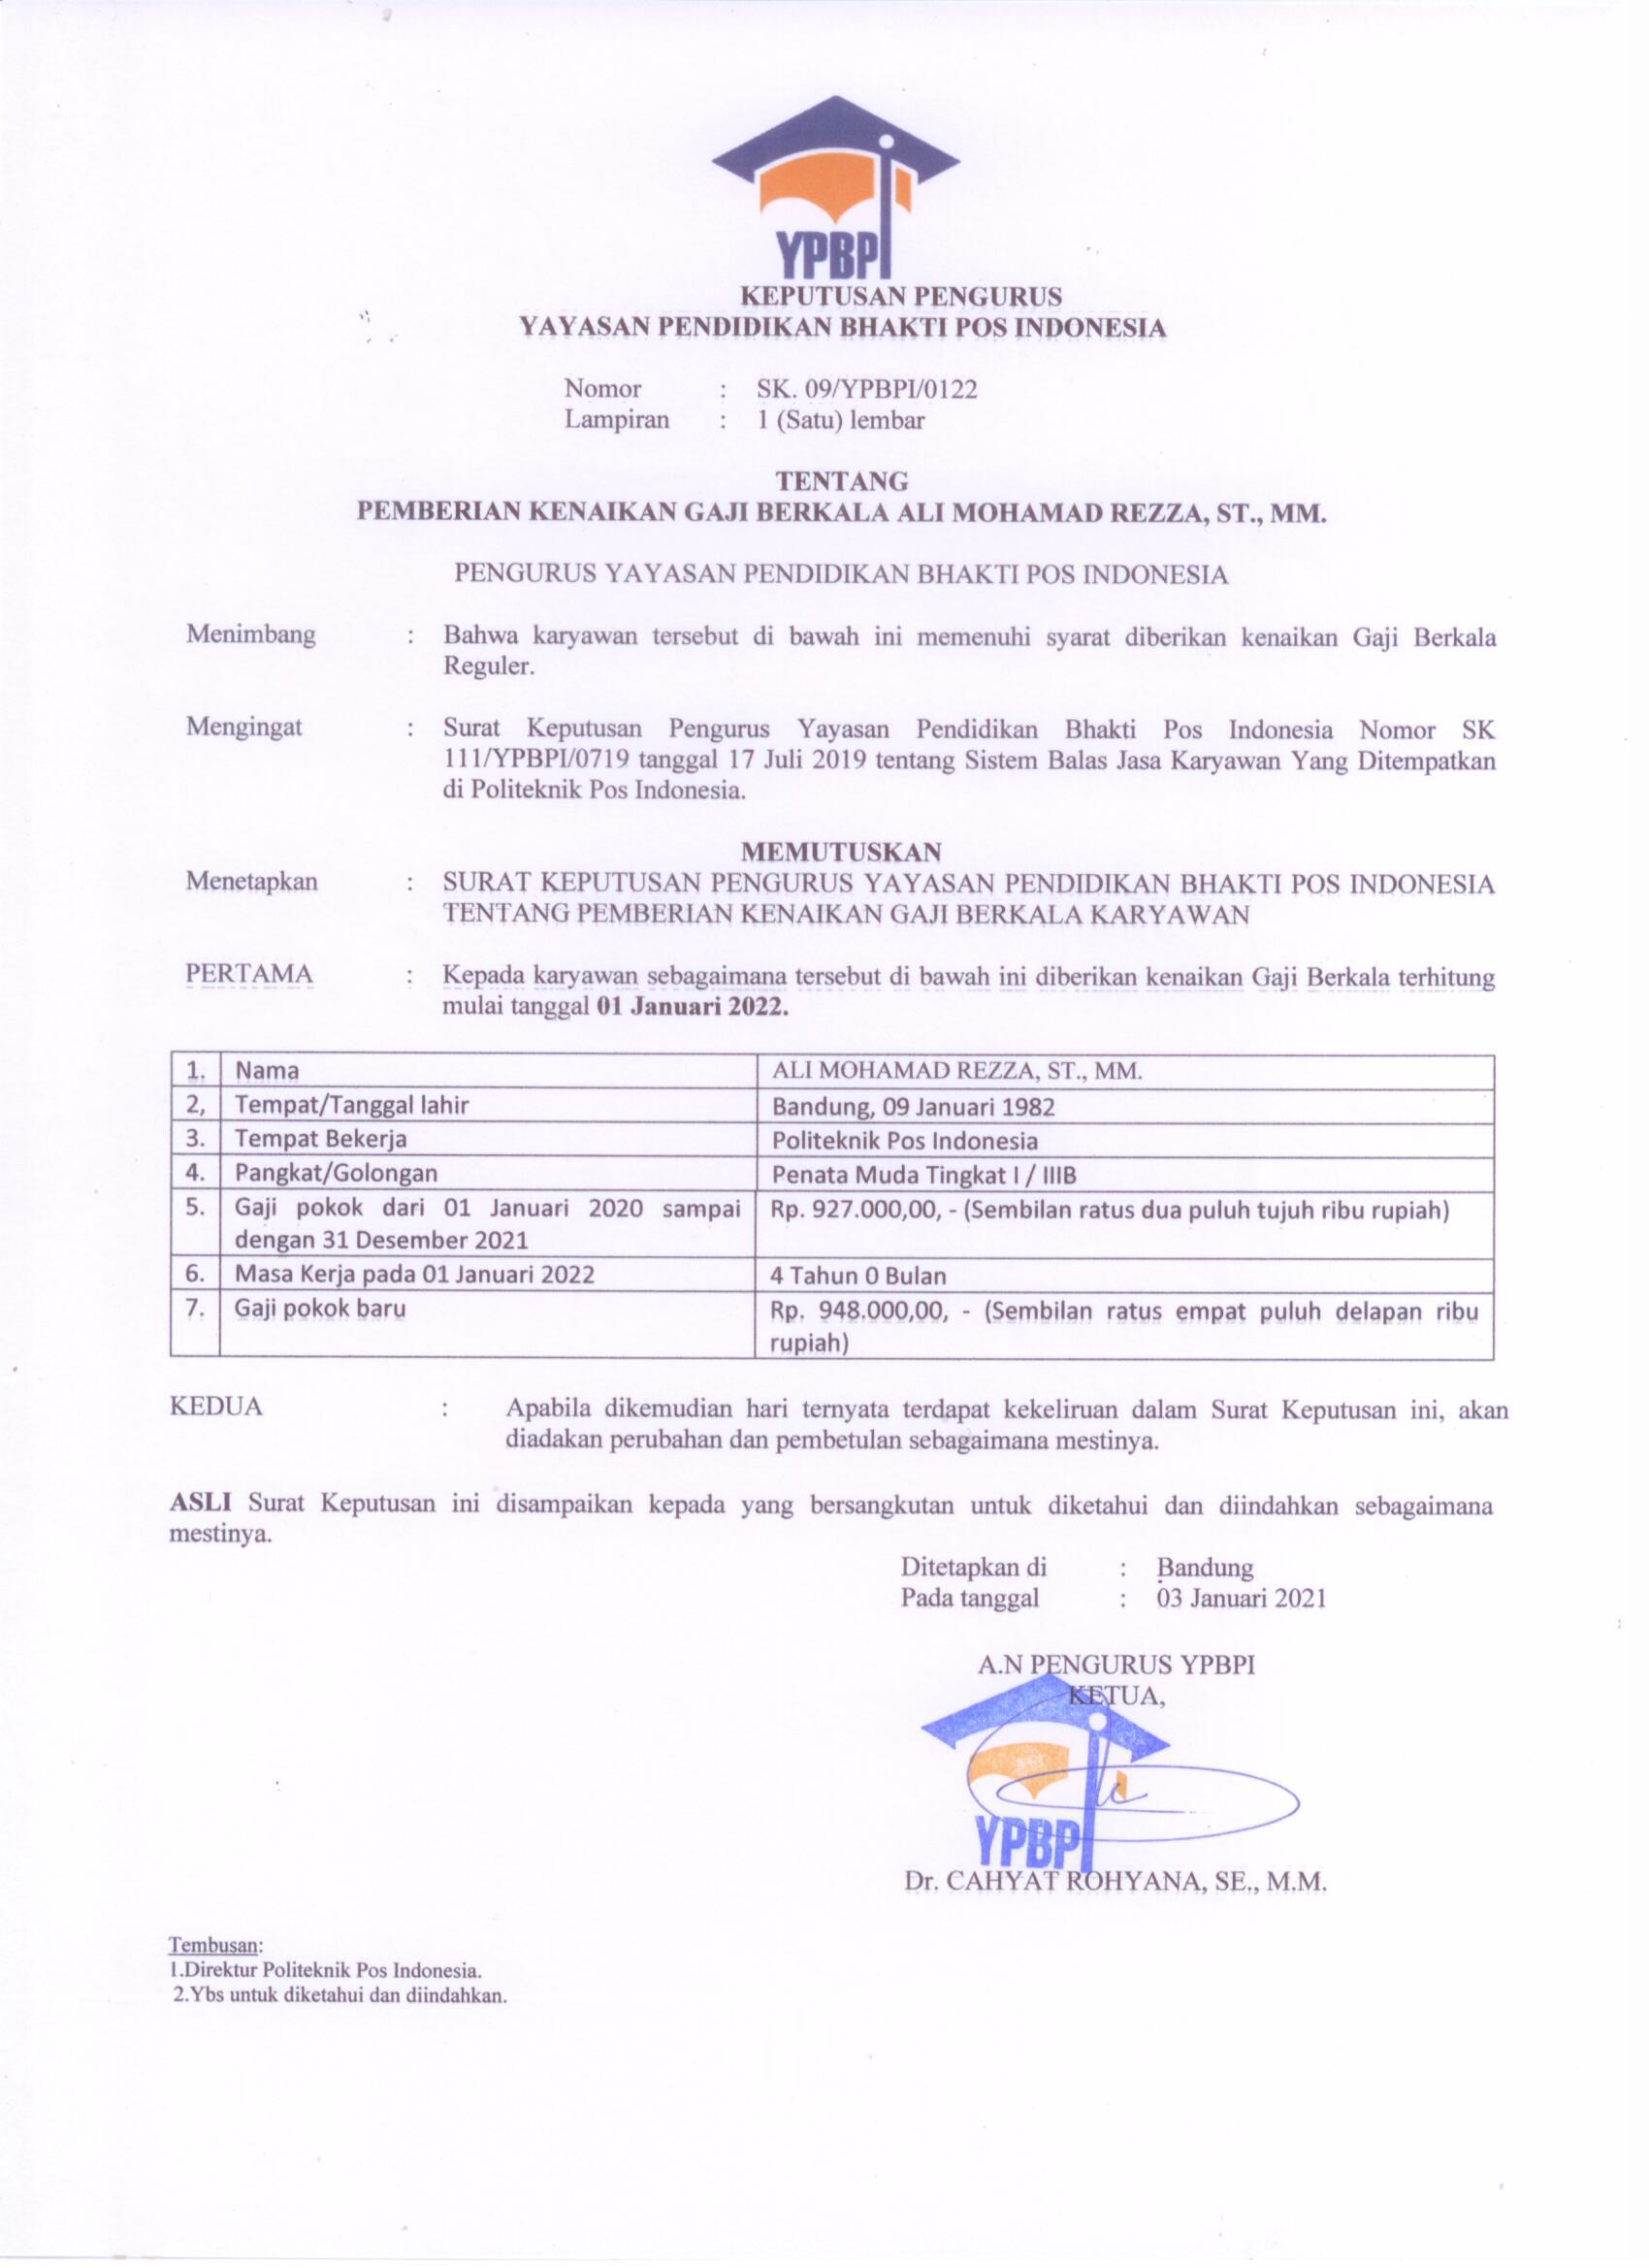 YPBPI
KEPUTUSAN PENGURUS
YAYASAN PENDIDIKAN BHAKTI POS INDONESIA
Nomor : SK. 09/YPBPI/0122
Lampiran : 1 (Satu) lembar
TENTANG
PEMBERIAN KENAIKAN GAJI BERKALA ALI MOHAMAD REZZA, ST., MM.
PENGURUS YAYASAN PENDIDIKAN BHAKTI POS INDONESIA
Menimbang : Bahwa karyawan tersebut di bawah ini memenuhi syarat diberikan kenaikan Gaji Berkala
Reguler.
Mengingat : Surat Keputusan Pengurus Yayasan Pendidikan Bhakti Pos Indonesia Nomor SK
111/YPBPI/0719 tanggal 17 Juli 2019 tentang Sistem Balas Jasa Karyawan Yang Ditempatkan
di Politeknik Pos Indonesia.
MEMUTUSKAN
Menetapkan : SURAT KEPUTUSAN PENGURUS YAYASAN PENDIDIKAN BHAKTI POS INDONESIA
TENTANG PEMBERIAN KENAIKAN GAJI BERKALA KARYAWAN
PERTAMA : Kepada karyawan sebagaimana tersebut di bawah ini diberikan kenaikan Gaji Berkala terhitung
mulai tanggal 01 Januari 2022.
1. Nama ALI MOHAMAD REZZA, ST., MM.
2, Tempat/Tanggal lahir Bandung, 09 Januari 1982
3. Tempat Bekerja Politeknik Pos Indonesia
4. Pangkat/Golongan Penata Muda Tingkat I / IIIB
5. Gaji pokok dari 01 Januari 2020 sampai Rp. 927.000,00, - (Sembilan ratus dua puluh tujuh ribu rupiah)
dengan 31 Desember 2021
6. Masa Kerja pada 01 Januari 2022 4 Tahun 0 Bulan
7. Gaji pokok baru Rp. 948.000,00, - (Sembilan ratus empat puluh delapan ribu
rupiah)
KEDUA : Apabila dikemudian hari ternyata terdapat kekeliruan dalam Surat Keputusan ini, akan
diadakan perubahan dan pembetulan sebagaimana mestinya.
ASLI Surat Keputusan ini disampaikan kepada yang bersangkutan untuk diketahui dan diindahkan sebagaimana
mestinya.
Ditetapkan di : Bandung
Pada tanggal : 03 Januari 2021
A.N PENGURUS YPBPI
KETUA,
YPBPI
Dr. CAHYAT ROHYANA, SE., M.M.
Tembusan:
1.Direktur Politeknik Pos Indonesia.
2.Ybs untuk diketahui dan diindahkan.